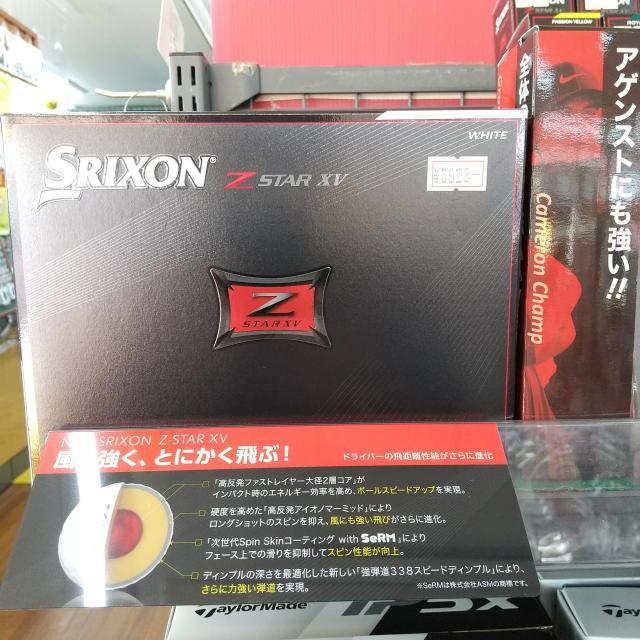 SRIXON Z STAR XV
WHITE
Z
STAR XV
SRIXON Z-STAR XV
強く、とにかく飛ぶ！
ドライバーの飛距離性能がさらに進化
「高反発ファストレイヤー大径2層コア」が
インパクト時のエネルギー効率を高め、ボールスピードアップを実現。
硬度を高めた「高反発アイオノマーミッド」により
ロングショットのスピンを抑え、風にも強い飛びがさらに進化。
「次世代Spin Skinコーティング with SeRM」により
フェース上での滑りを抑制してスピン性能が向上。
ディンプルの深さを最適化した新しい「強弾道338スピードディンプル」により、
さらに力強い弾道を実現。
※SeRMは株式会社ASMの商標です。
アゲンストにも強い!!
Cameron Champ
PASSION YELLOW
TaylorMade
TP5x